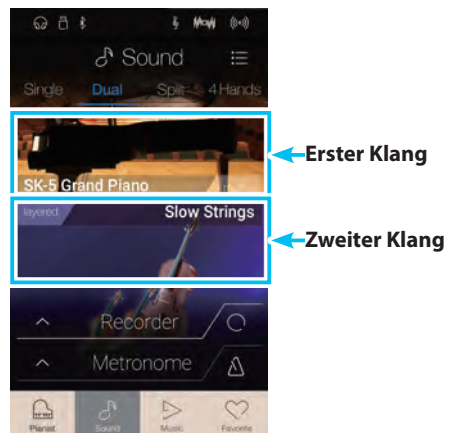 Sound
Single Dual Split 4 Hands
SK-5 Grand Piano
Erster Klang
layered Slow Strings
Zweiter Klang
Recorder
Metronome
Pianist Sound Music Favorite